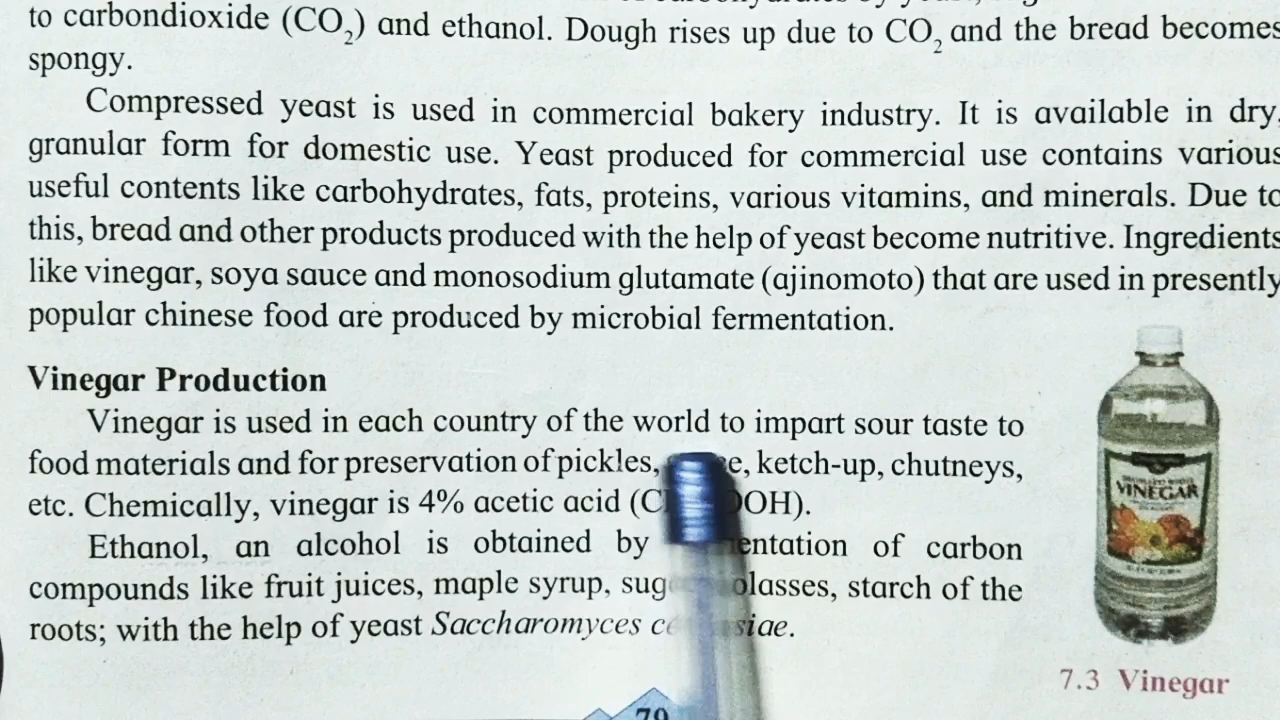 to carbondioxide (CO₂) and ethanol. Dough rises up due to CO₂ and the bread becomes
spongy.
Compressed yeast is used in commercial bakery industry. It is available in dry,
granular form for domestic use. Yeast produced for commercial use contains various
useful contents like carbohydrates, fats, proteins, various vitamins, and minerals. Due to
this, bread and other products produced with the help of yeast become nutritive. Ingredients
like vinegar, soya sauce and monosodium glutamate (ajinomoto) that are used in presently
popular chinese food are produced by microbial fermentation.
Vinegar Production
Vinegar is used in each country of the world to impart sour taste to
food materials and for preservation of pickles, ketch-up, chutneys,
etc. Chemically, vinegar is 4% acetic acid
Ethanol, an alcohol is obtained by of carbon
compounds like fruit juices, maple syrup, starch of the
roots; with the help of yeast Saccharomyces
VINEGAR
7.3 Vinegar
79